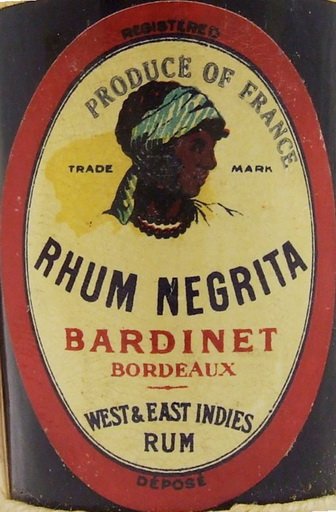 REGISTERED
PRODUCE OF FRANCE
TRADE MARK
RHUM NEGRITA
BARDINET
BORDEAUX
WEST & EAST INDIES
RUM
DÉPOSÉ